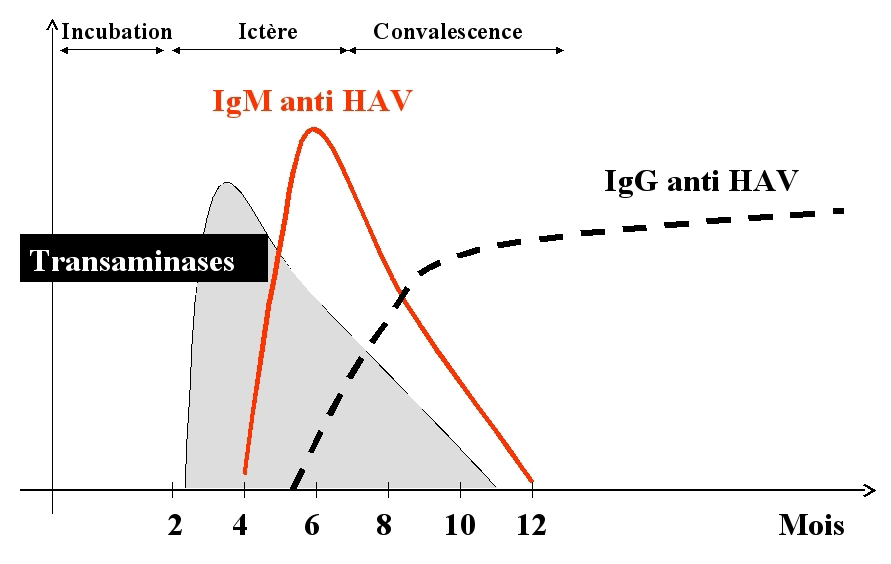 Incubation Ictère Convalescence
IgM anti HAV
IgG anti HAV
Transaminases
2 4 6 8 10 12 Mois